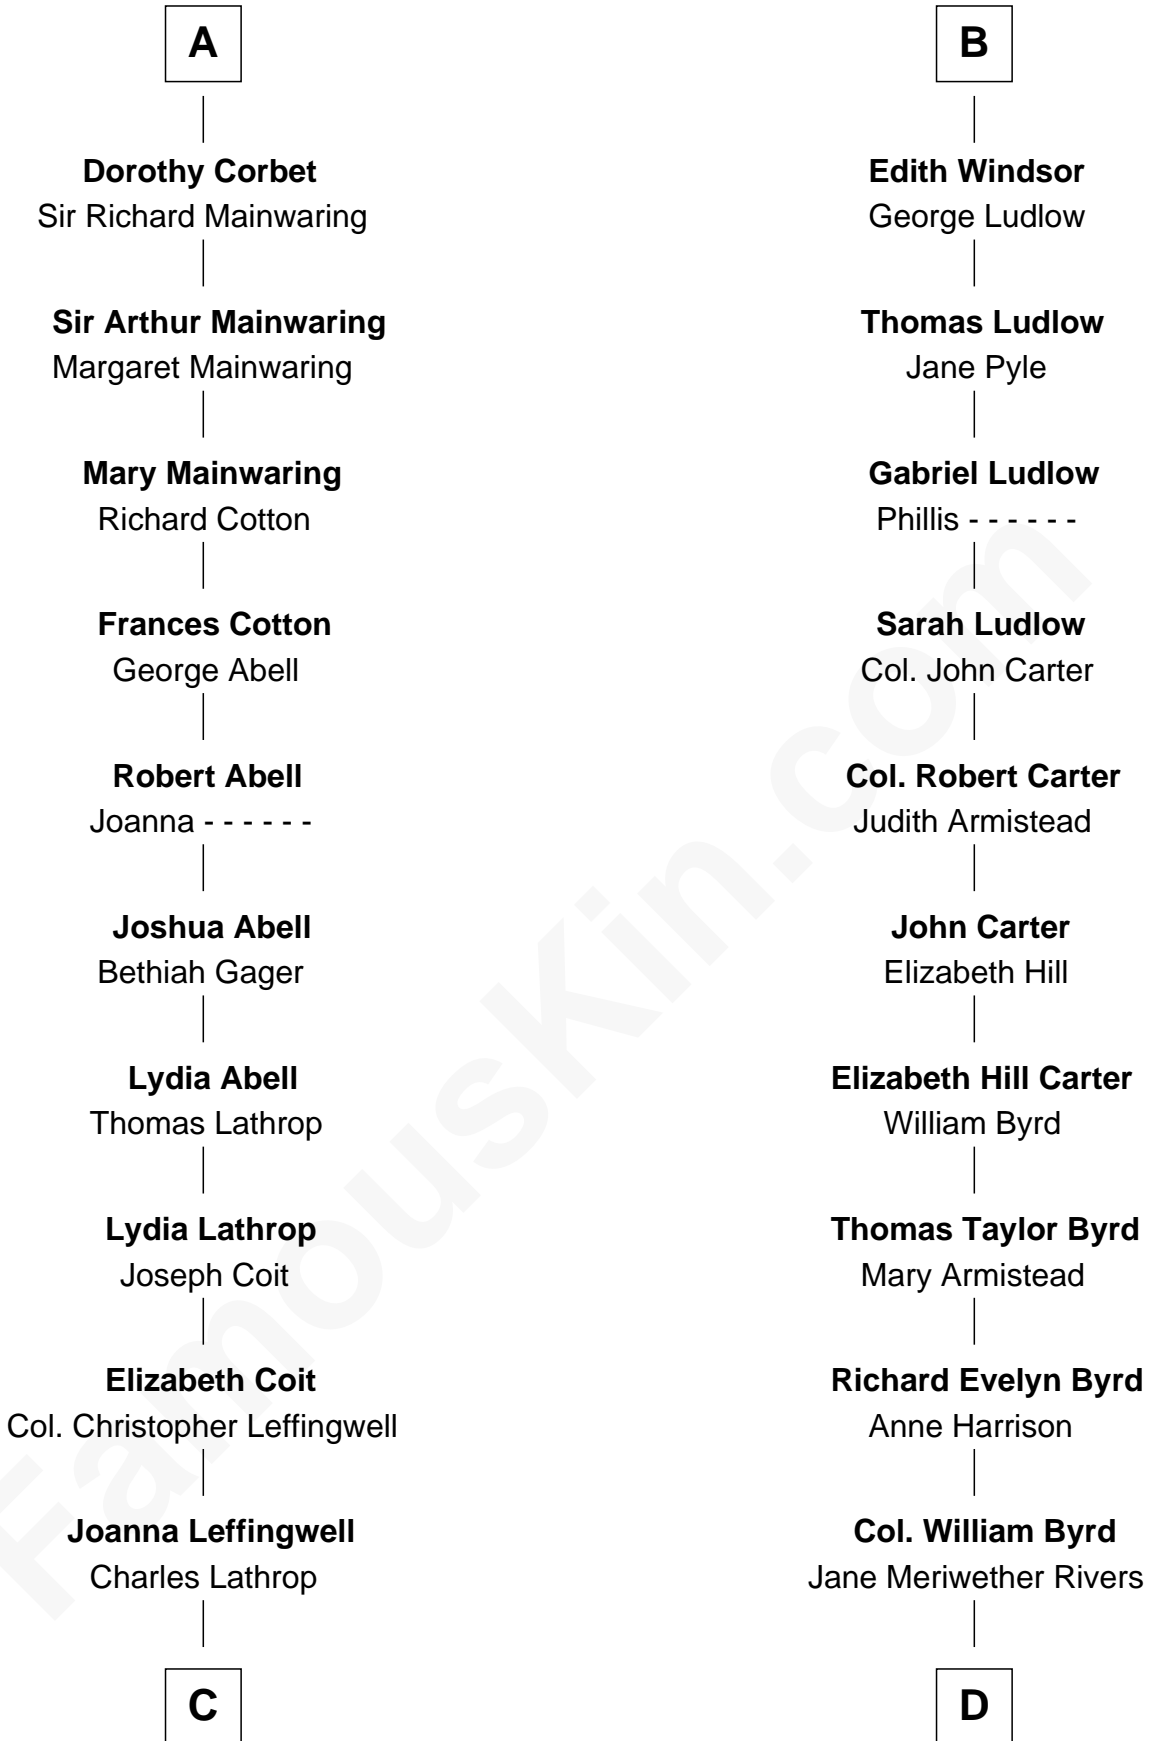 A
Dorothy Corbet
Sir Richard Mainwaring
Sir Arthur Mainwaring
Margaret Mainwaring
Mary Mainwaring
Richard Cotton
Frances Cotton
George Abell
Robert Abell
Joanna - - - - - -
Joshua Abell
Bethiah Gager
Lydia Abell
Thomas Lathrop
Lydia Lathrop
Joseph Coit
Elizabeth Coit
Col. Christopher Leffingwell
Joanna Leffingwell
Charles Lathrop
C
B
Edith Windsor
George Ludlow
Thomas Ludlow
Jane Pyle
Gabriel Ludlow
Phillis - - - - - -
Sarah Ludlow
Col. John Carter
Col. Robert Carter
Judith Armistead
John Carter
Elizabeth Hill
Elizabeth Hill Carter
William Byrd
Thomas Taylor Byrd
Mary Armistead
Richard Evelyn Byrd
Anne Harrison
Col. William Byrd
Jane Meriwether Rivers
D
FamousKin.com